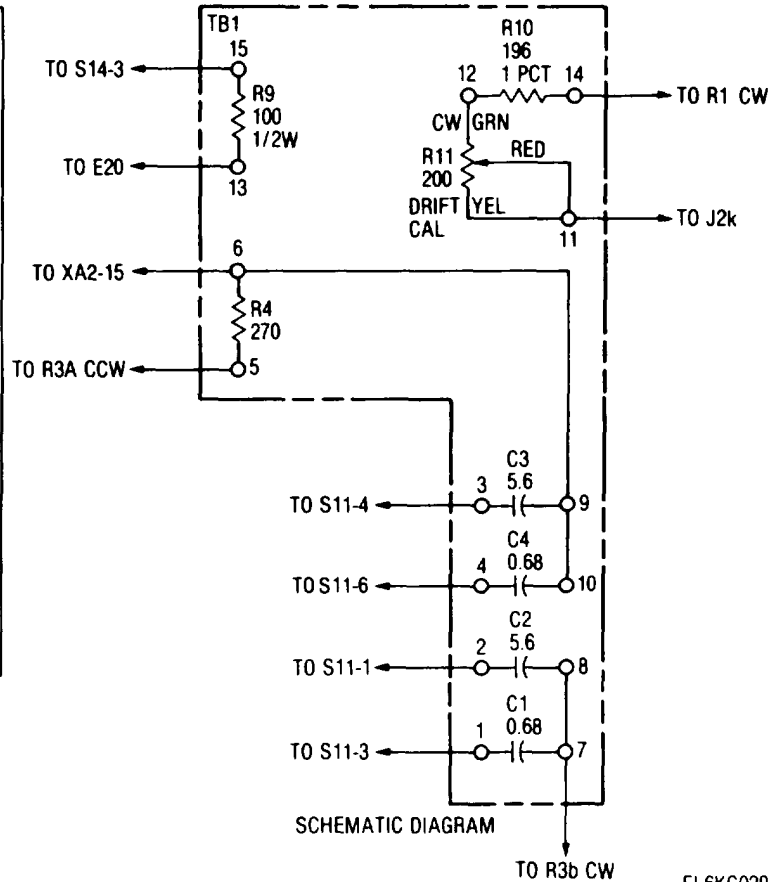 TB1
15
TO S14-3
R9
100
1/2W
TO E20
13
R10
196
1 PCT
12
14
TO R1 CW
CW GRN
R11
200
RED
DRIFT
CAL
YEL
11
TO J2k
6
TO XA2-15
R4
270
TO R3A CCW
5
C3
5.6
3
9
TO S11-4
C4
0.68
4
10
TO S11-6
C2
5.6
2
8
TO S11-1
C1
0.68
1
7
TO S11-3
SCHEMATIC DIAGRAM
TO R3b CW